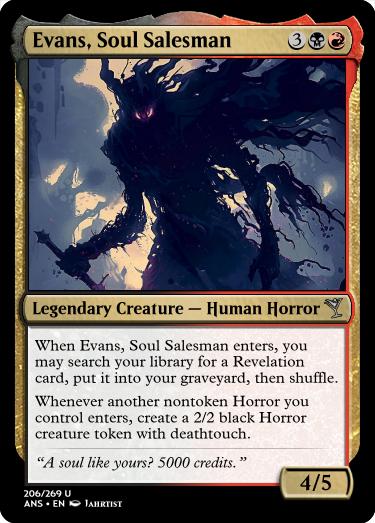 Evans, Soul Salesman 3
Legendary Creature — Human Horror
When Evans, Soul Salesman enters, you
may search your library for a Revelation
card, put it into your graveyard, then shuffle.
Whenever another nontoken Horror you
control enters, create a 2/2 black Horror
creature token with deathtouch.
“A soul like yours? 5000 credits.”
4/5
206/269 U
ANS • EN Jahrtist